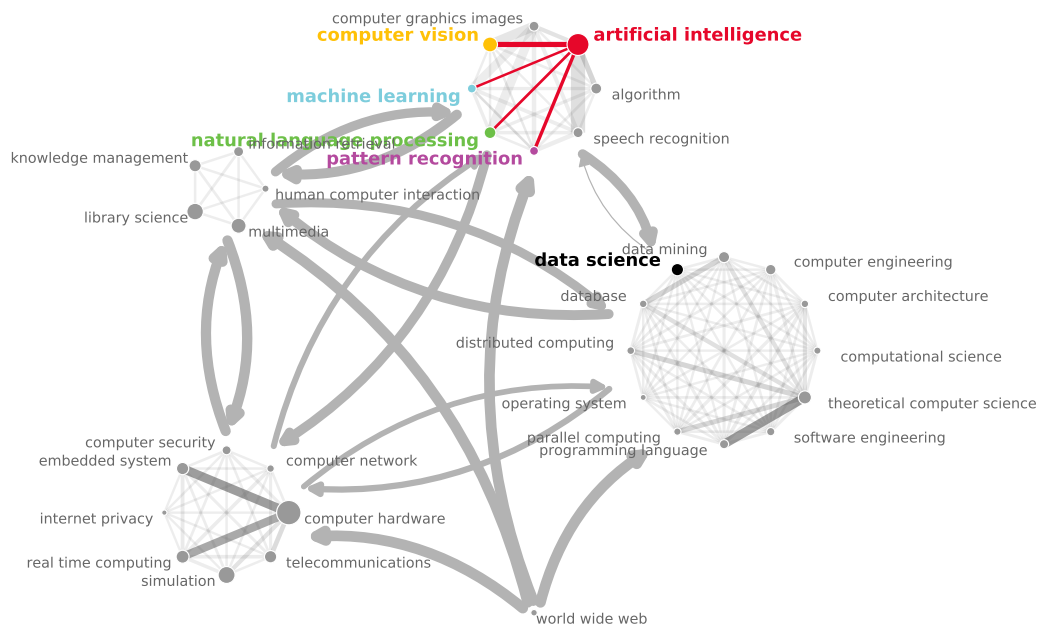 computer graphics images
computer vision
artificial intelligence
machine learning
algorithm
natural language processing
information retrieval
speech recognition
knowledge management
pattern recognition
human computer interaction
library science
multimedia
data mining
data science
computer engineering
database
computer architecture
distributed computing
computational science
operating system
theoretical computer science
parallel computing
software engineering
programming language
computer security
embedded system
computer network
internet privacy
computer hardware
real time computing
telecommunications
simulation
world wide web